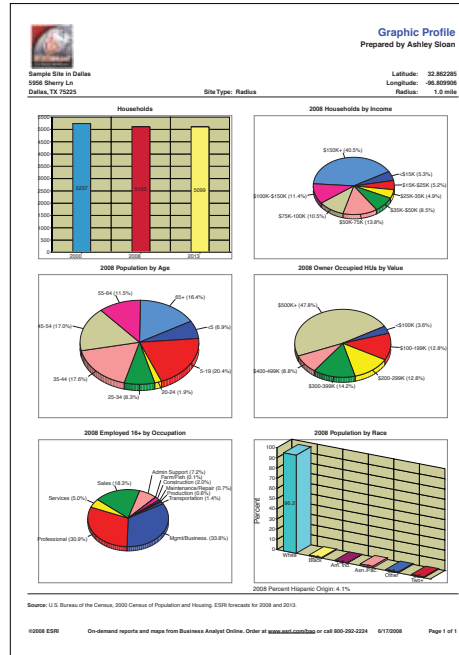 Graphic Profile
Prepared by Ashley Sloan
Sample Site in Dallas
5956 Sherry Ln
Dallas, TX 75225
Site Type: Radius
Latitude: 32.862285
Longitude: -96.809906
Radius: 1.0 mile
Households
5500
5000
4500
4000
3500
3000
2500
2000
1500
1000
500
0
5237
5099
2000
2008
2013
2008 Households by Income
$150K+ (40.5%)
<$15K (5.3%)
$15K-$25K (5.2%)
$25K-35K (4.9%)
$35K-$50K (8.5%)
$50K-75K (13.8%)
$75K-100K (10.5%)
$100K-$150K (11.4%)
2008 Population by Age
55-64 (11.5%)
65+ (16.4%)
<5 (6.9%)
5-19 (20.4%)
20-24 (1.9%)
25-34 (8.3%)
35-44 (17.6%)
45-54 (17.0%)
2008 Owner Occupied HUs by Value
$500K+ (47.8%)
<$100K (3.6%)
$100-199K (12.8%)
$200-299K (12.8%)
$300-399K (14.2%)
$400-499K (8.8%)
2008 Employed 16+ by Occupation
Sales (18.3%)
Admin Support (7.2%)
Farm/Fish (0.1%)
Construction (2.0%)
Maintenance/Repair (0.7%)
Production (0.6%)
Transportation (1.4%)
Services (5.0%)
Professional (30.9%)
Mgmt/Business (33.8%)
2008 Population by Race
100
90
80
70
60
50
40
30
20
10
0
Percent
96.2
White
Black
Am. Ind.
Asn./Pac.
Other
Two+
2008 Percent Hispanic Origin: 4.1%
Source: U.S. Bureau of the Census, 2000 Census of Population and Housing. ESRI forecasts for 2008 and 2013.
©2008 ESRI
On-demand reports and maps from Business Analyst Online. Order at www.esri.com/bao or call 800-292-2224
6/17/2008
Page 1 of 1